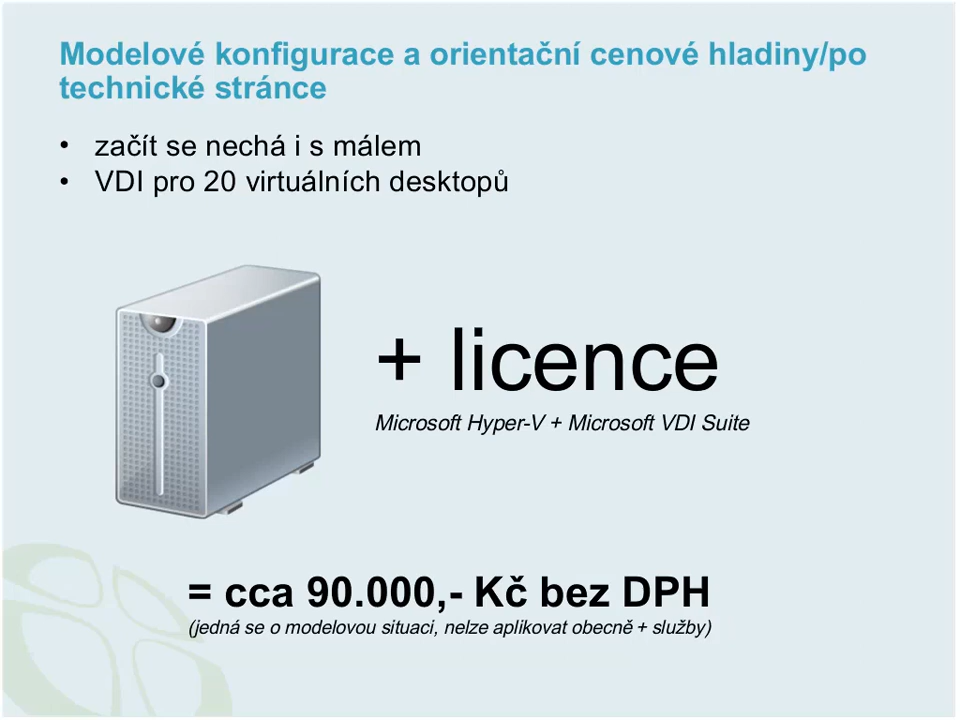 Modelové konfigurace a orientační cenové hladiny/po
technické stránce
• začít se nechá i s málem
• VDI pro 20 virtuálních desktopů
+ licence
Microsoft Hyper-V + Microsoft VDI Suite
= cca 90.000,- Kč bez DPH
(jedná se o modelovou situaci, nelze aplikovat obecně + služby)